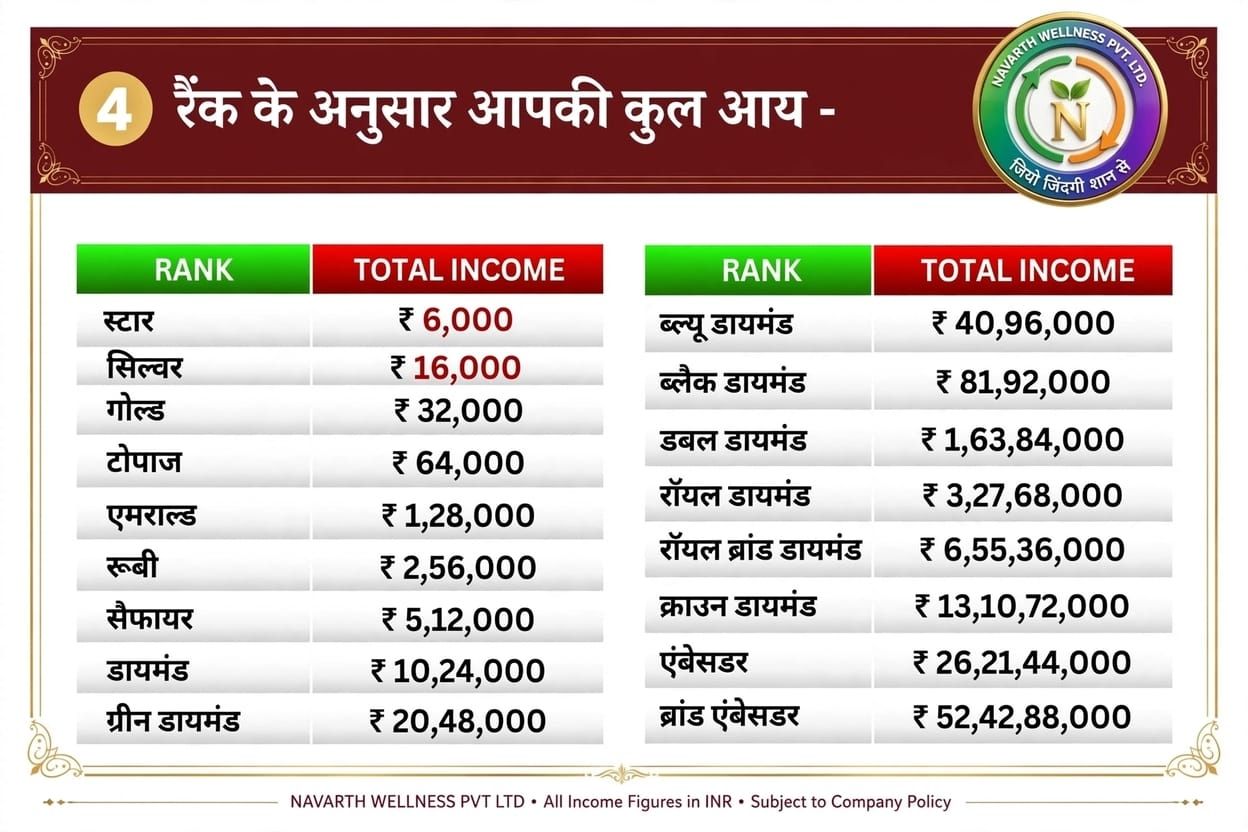 4 रैंक के अनुसार आपकी कुल आय -
NAVARTH WELLNESS PVT. LTD.
N
जियो जिंदगी शान से
RANK TOTAL INCOME
स्टार ₹ 6,000
सिल्वर ₹ 16,000
गोल्ड ₹ 32,000
टोपाज ₹ 64,000
एमराल्ड ₹ 1,28,000
रूबी ₹ 2,56,000
सैफायर ₹ 5,12,000
डायमंड ₹ 10,24,000
ग्रीन डायमंड ₹ 20,48,000
RANK TOTAL INCOME
ब्ल्यू डायमंड ₹ 40,96,000
ब्लैक डायमंड ₹ 81,92,000
डबल डायमंड ₹ 1,63,84,000
रॉयल डायमंड ₹ 3,27,68,000
रॉयल ब्रांड डायमंड ₹ 6,55,36,000
क्राउन डायमंड ₹ 13,10,72,000
एंबेसडर ₹ 26,21,44,000
ब्रांड एंबेसडर ₹ 52,42,88,000
NAVARTH WELLNESS PVT LTD • All Income Figures in INR • Subject to Company Policy